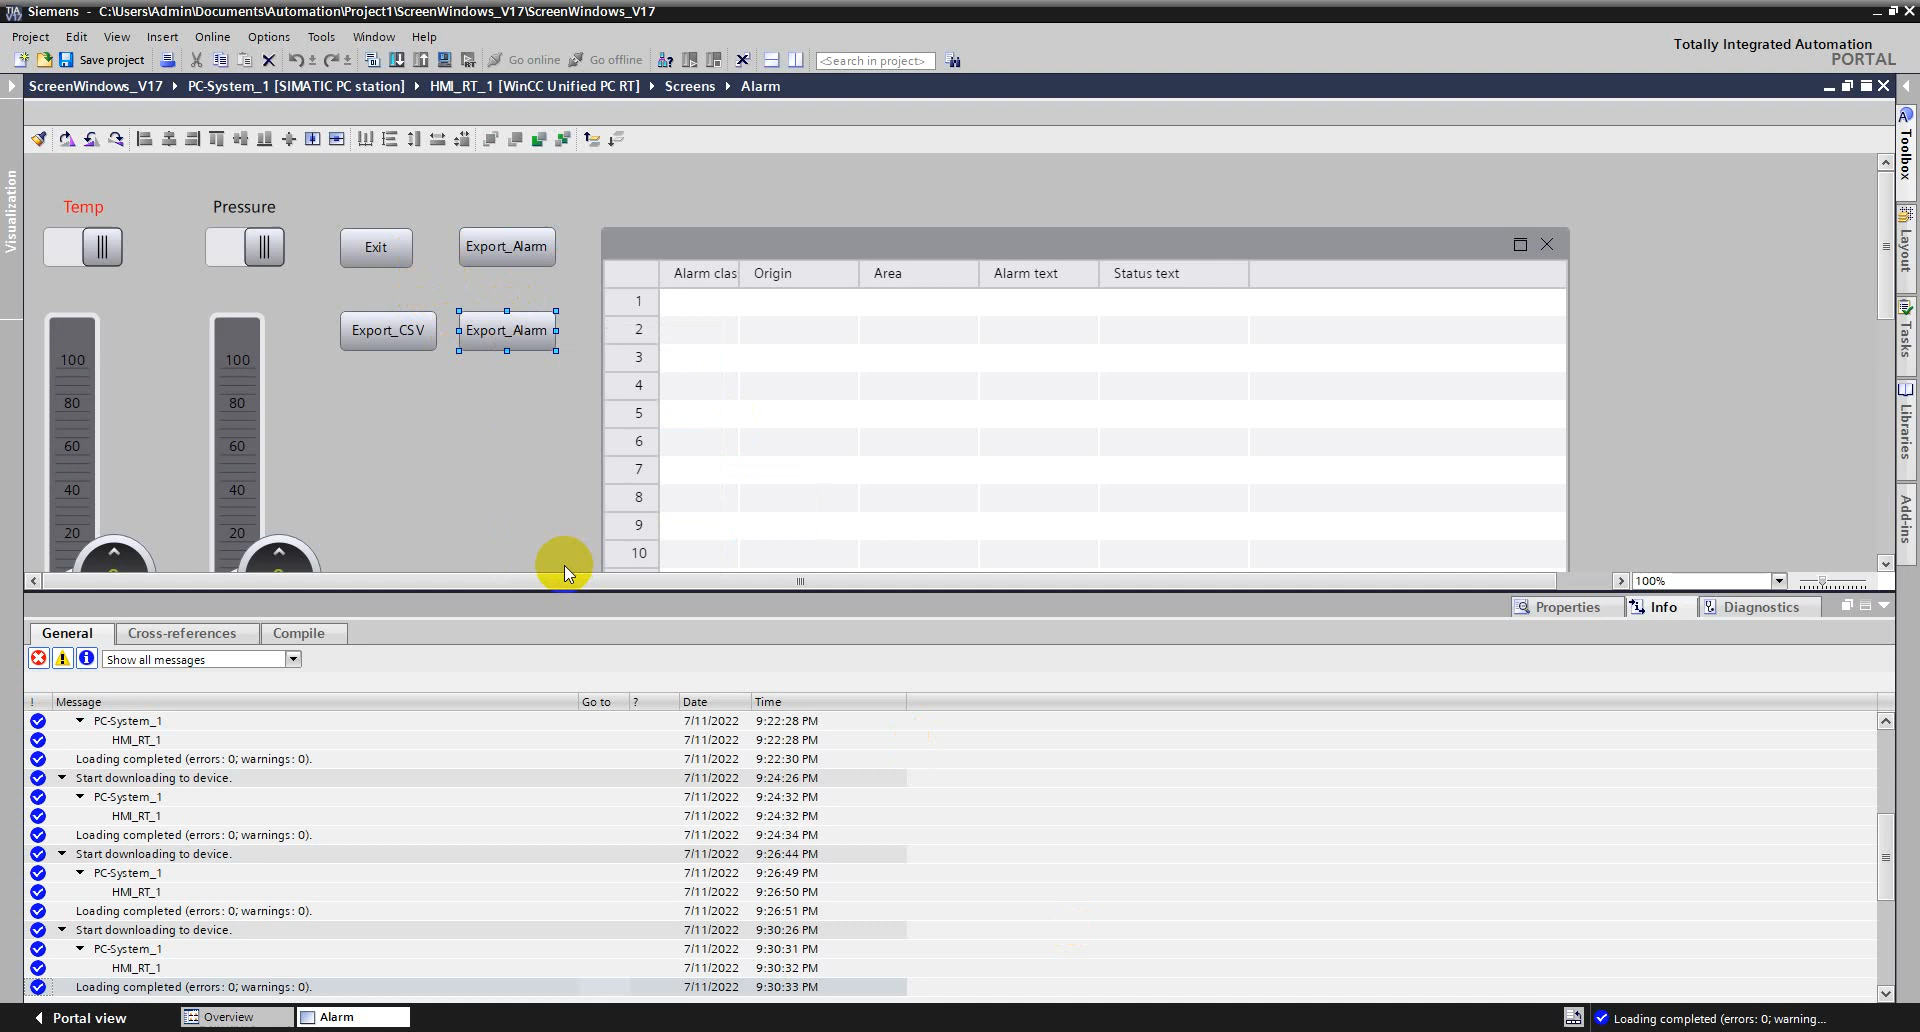 Siemens - C:\Users\Admin\Documents\Automation\Project1\ScreenWindows_V17\ScreenWindows_V17
Project Edit View Insert Online Options Tools Window Help
Totally Integrated Automation
PORTAL
Save project
Go online
Go offline
<Search in project>
ScreenWindows_V17 PC-System_1 [SIMATIC PC station] HMI_RT_1 [WinCC Unified PC RT] Screens Alarm
Visualization
Toolbox
Layout
Tasks
Libraries
Add-ins
Temp
Pressure
Exit
Export_Alarm
Export_CSV
Export_Alarm
100
80
60
40
20
100
80
60
40
20
Alarm clas Origin Area Alarm text Status text
1
2
3
4
5
6
7
8
9
10
100%
Properties Info Diagnostics
General Cross-references Compile
Show all messages
! Message Go to ? Date Time
PC-System_1 7/11/2022 9:22:28 PM
HMI_RT_1 7/11/2022 9:22:28 PM
Loading completed (errors: 0; warnings: 0). 7/11/2022 9:22:30 PM
Start downloading to device. 7/11/2022 9:24:26 PM
PC-System_1 7/11/2022 9:24:32 PM
HMI_RT_1 7/11/2022 9:24:32 PM
Loading completed (errors: 0; warnings: 0). 7/11/2022 9:24:34 PM
Start downloading to device. 7/11/2022 9:26:44 PM
PC-System_1 7/11/2022 9:26:49 PM
HMI_RT_1 7/11/2022 9:26:50 PM
Loading completed (errors: 0; warnings: 0). 7/11/2022 9:26:51 PM
Start downloading to device. 7/11/2022 9:30:26 PM
PC-System_1 7/11/2022 9:30:31 PM
HMI_RT_1 7/11/2022 9:30:32 PM
Loading completed (errors: 0; warnings: 0). 7/11/2022 9:30:33 PM
Portal view
Overview
Alarm
Loading completed (errors: 0; warning...